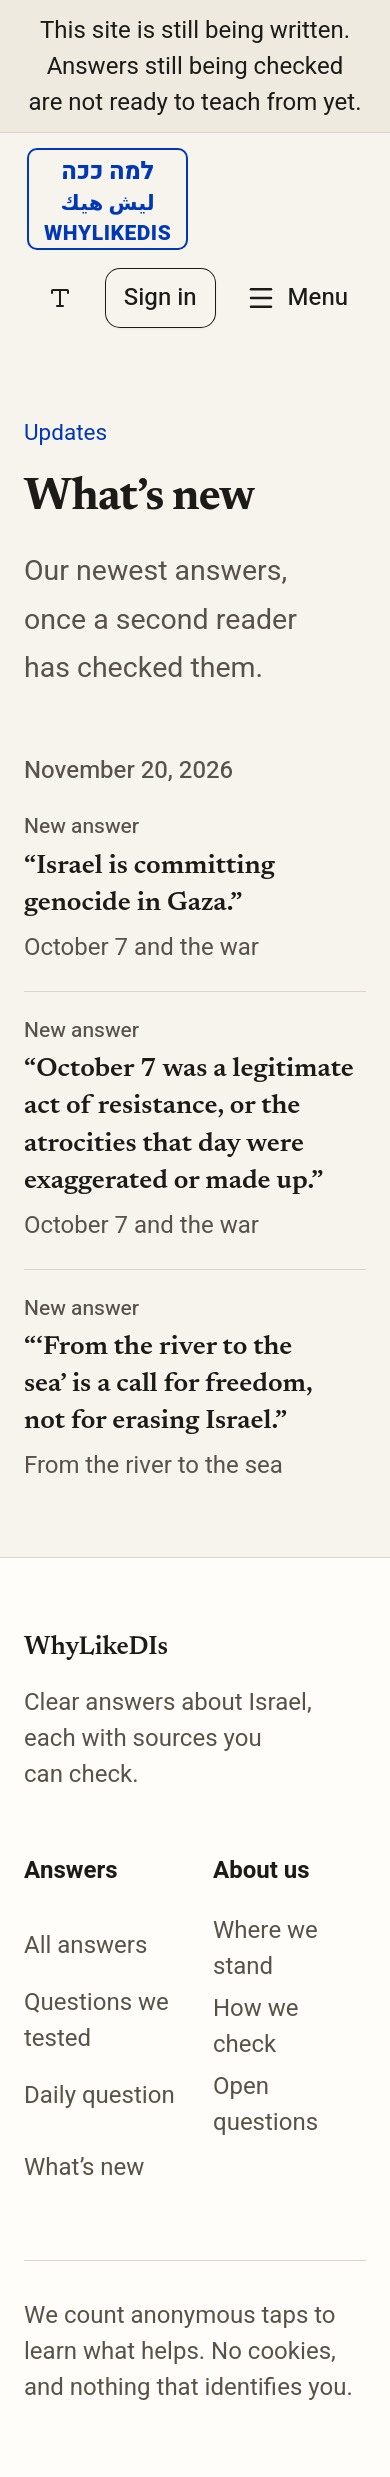 This site is still being written.
Answers still being checked
are not ready to teach from yet.
למה ככה
ليش هيك
WHYLIKEDIS
Sign in
Menu
Updates
What’s new
Our newest answers,
once a second reader
has checked them.
November 20, 2026
New answer
“Israel is committing
genocide in Gaza.”
October 7 and the war
New answer
“October 7 was a legitimate
act of resistance, or the
atrocities that day were
exaggerated or made up.”
October 7 and the war
New answer
“‘From the river to the
sea’ is a call for freedom,
not for erasing Israel.”
From the river to the sea
WhyLikeDIs
Clear answers about Israel,
each with sources you
can check.
Answers
All answers
Questions we
tested
Daily question
What’s new
About us
Where we
stand
How we
check
Open
questions
We count anonymous taps to
learn what helps. No cookies,
and nothing that identifies you.